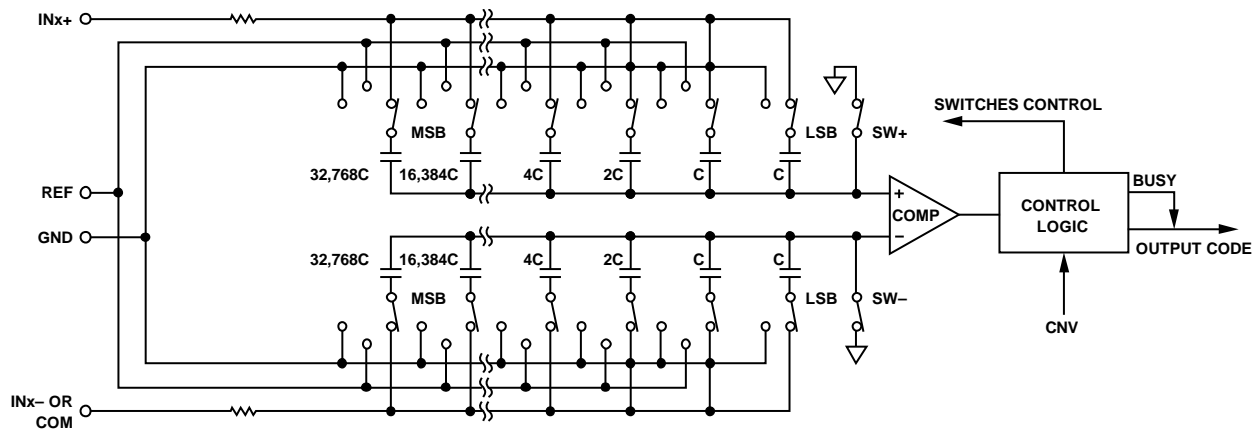 INx+
MSB
LSB
SW+
SWITCHES CONTROL
32,768C
16,384C
4C
2C
C
C
REF
GND
+
COMP
−
CONTROL
LOGIC
BUSY
OUTPUT CODE
CNV
32,768C
16,384C
4C
2C
C
C
MSB
LSB
SW−
INx− OR
COM